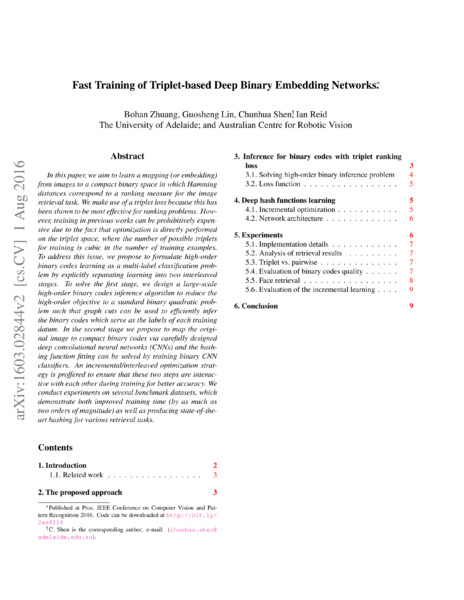 arXiv:1603.02844v2 [cs.CV] 1 Aug 2016
Fast Training of Triplet-based Deep Binary Embedding Networks.*
Bohan Zhuang, Guosheng Lin, Chunhua Shen†, Ian Reid
The University of Adelaide; and Australian Centre for Robotic Vision
Abstract
In this paper, we aim to learn a mapping (or embedding)
from images to a compact binary space in which Hamming
distances correspond to a ranking measure for the image
retrieval task. We make use of a triplet loss because this has
been shown to be most effective for ranking problems. How-
ever, training in previous works can be prohibitively expen-
sive due to the fact that optimization is directly performed
on the triplet space, where the number of possible triplets
for training is cubic in the number of training examples.
To address this issue, we propose to formulate high-order
binary codes learning as a multi-label classification prob-
lem by explicitly separating learning into two interleaved
stages. To solve the first stage, we design a large-scale
high-order binary codes inference algorithm to reduce the
high-order objective to a standard binary quadratic prob-
lem such that graph cuts can be used to efficiently infer
the binary codes which serve as the labels of each training
datum. In the second stage we propose to map the origi-
nal image to compact binary codes via carefully designed
deep convolutional neural networks (CNNs) and the hash-
ing function fitting can be solved by training binary CNN
classifiers. An incremental/interleaved optimization strat-
egy is proffered to ensure that these two steps are interac-
tive with each other during training for better accuracy. We
conduct experiments on several benchmark datasets, which
demonstrate both improved training time (by as much as
two orders of magnitude) as well as producing state-of-the-
art hashing for various retrieval tasks.
Contents
1. Introduction 2
1.1. Related work . . . . . . . . . . . . . . . . . 3
2. The proposed approach 3
*Published at Proc. IEEE Conference on Computer Vision and Pat-
tern Recognition 2016. Code can be downloaded at http://bit.ly/
2asfl14
†C. Shen is the corresponding author; e-mail: (chunhua.shen@
adelaide.edu.au).
3. Inference for binary codes with triplet ranking
loss 3
3.1. Solving high-order binary inference problem 4
3.2. Loss function . . . . . . . . . . . . . . . . . 5
4. Deep hash functions learning 5
4.1. Incremental optimization . . . . . . . . . . . 5
4.2. Network architecture . . . . . . . . . . . . . 6
5. Experiments 6
5.1. Implementation details . . . . . . . . . . . . 7
5.2. Analysis of retrieval results . . . . . . . . . 7
5.3. Triplet vs. pairwise . . . . . . . . . . . . . . 7
5.4. Evaluation of binary codes quality . . . . . . 7
5.5. Face retrieval . . . . . . . . . . . . . . . . . 8
5.6. Evaluation of the incremental learning . . . . 9
6. Conclusion 9